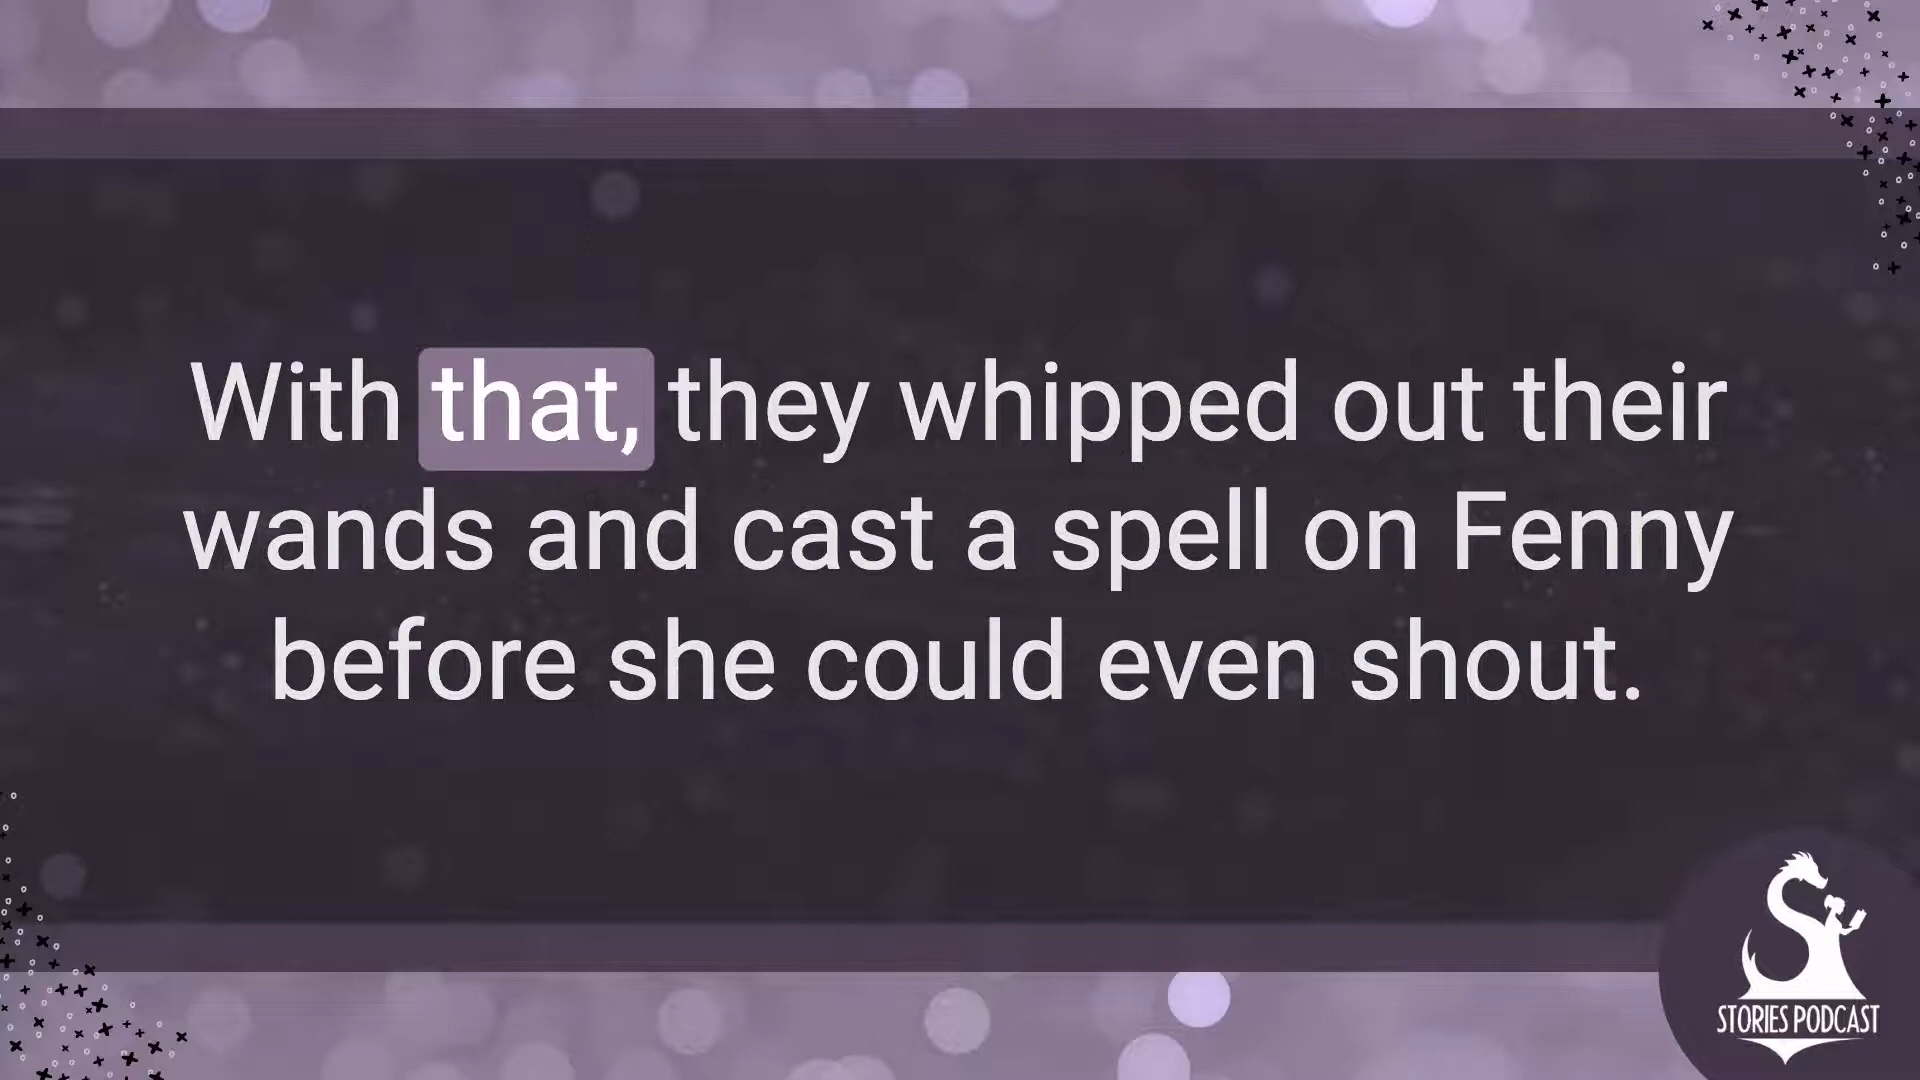 With that, they whipped out their
wands and cast a spell on Fenny
before she could even shout.
STORIES PODCAST